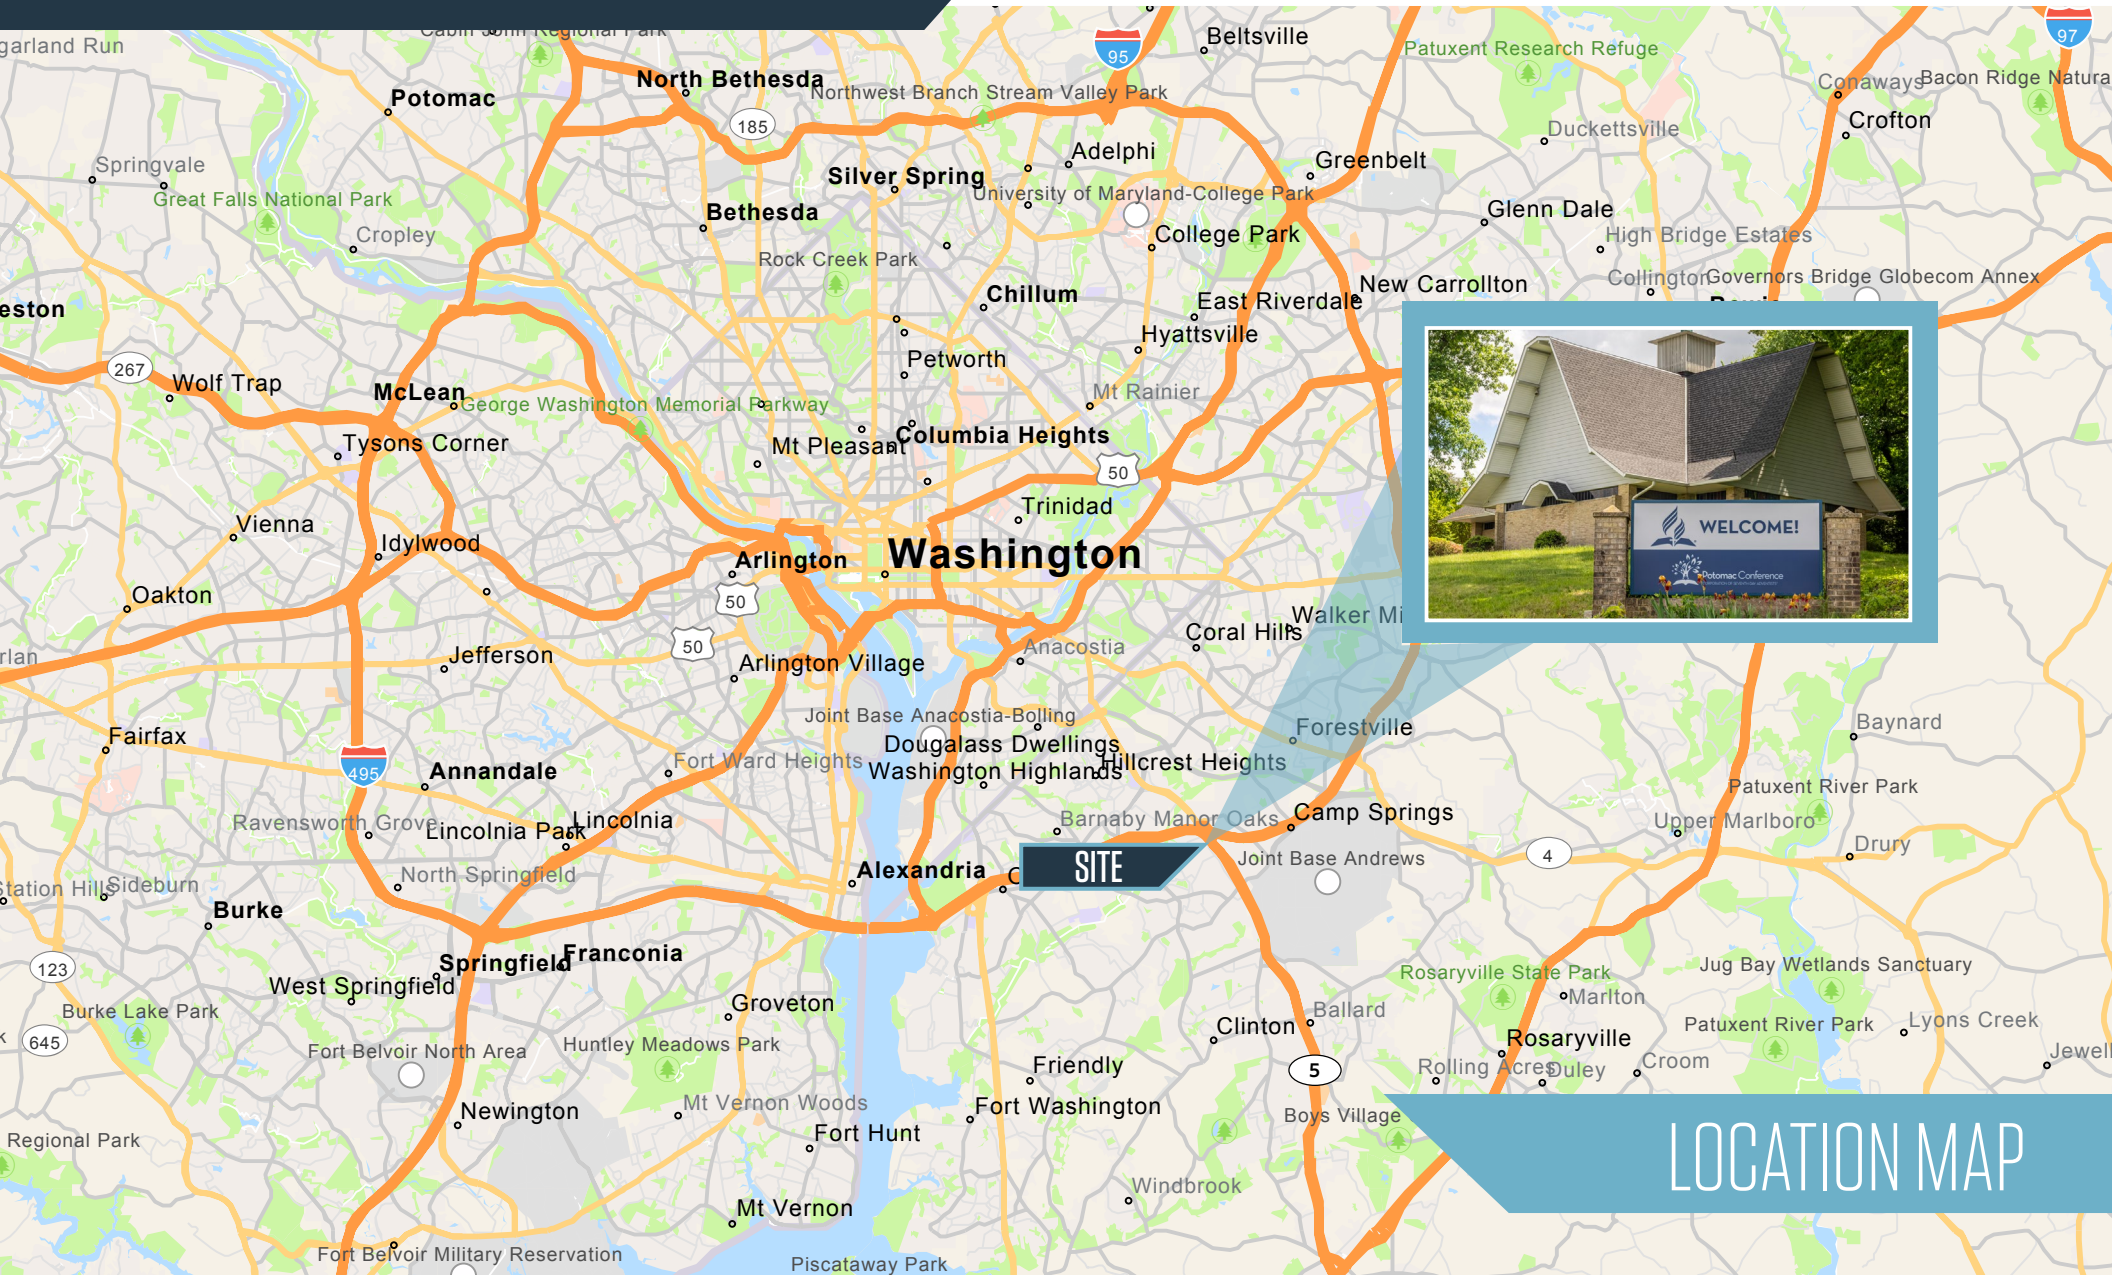 Cabin John Regional Park
garland Run
95
Beltsville
97
Patuxent Research Refuge
North Bethesda
Northwest Branch Stream Valley Park
Conaways
Bacon Ridge Natura
Potomac
185
Crofton
Duckettsville
Adelphi
Greenbelt
Springvale
Silver Spring
University of Maryland-College Park
Great Falls National Park
Bethesda
Glenn Dale
Cropley
College Park
High Bridge Estates
Rock Creek Park
Collington
Governors Bridge Globecom Annex
New Carrollton
Chillum
East Riverdale
eston
Hyattsville
Petworth
267
Wolf Trap
McLean
George Washington Memorial Parkway
Mt Rainier
Tysons Corner
Mt Pleasant
Columbia Heights
50
Trinidad
Vienna
WELCOME!
Idylwood
Arlington
Washington
Potomac Conference
Oakton
50
Walker Mi
Coral Hills
50
rlan
Jefferson
Arlington Village
Anacostia
Joint Base Anacostia-Bolling
Baynard
Fairfax
Forestville
Dougalass Dwellings
Fort Ward Heights
Hillcrest Heights
495
Annandale
Washington Highlands
Patuxent River Park
Ravensworth Grove
Lincolnia Park
Lincolnia
Barnaby Manor Oaks
Camp Springs
Upper Marlboro
Drury
4
Joint Base Andrews
SITE
Alexandria
North Springfield
Station Hills
Sideburn
Burke
Franconia
Springfield
123
West Springfield
Rosaryville State Park
Jug Bay Wetlands Sanctuary
Marlton
Groveton
Burke Lake Park
Ballard
Clinton
Patuxent River Park
Lyons Creek
645
Fort Belvoir North Area
Huntley Meadows Park
Rosaryville
Friendly
5
Rolling Acres
Duley
Croom
Jewell
Mt Vernon Woods
Newington
Fort Washington
Boys Village
Fort Hunt
Regional Park
LOCATION MAP
Windbrook
Mt Vernon
Fort Belvoir Military Reservation
Piscataway Park